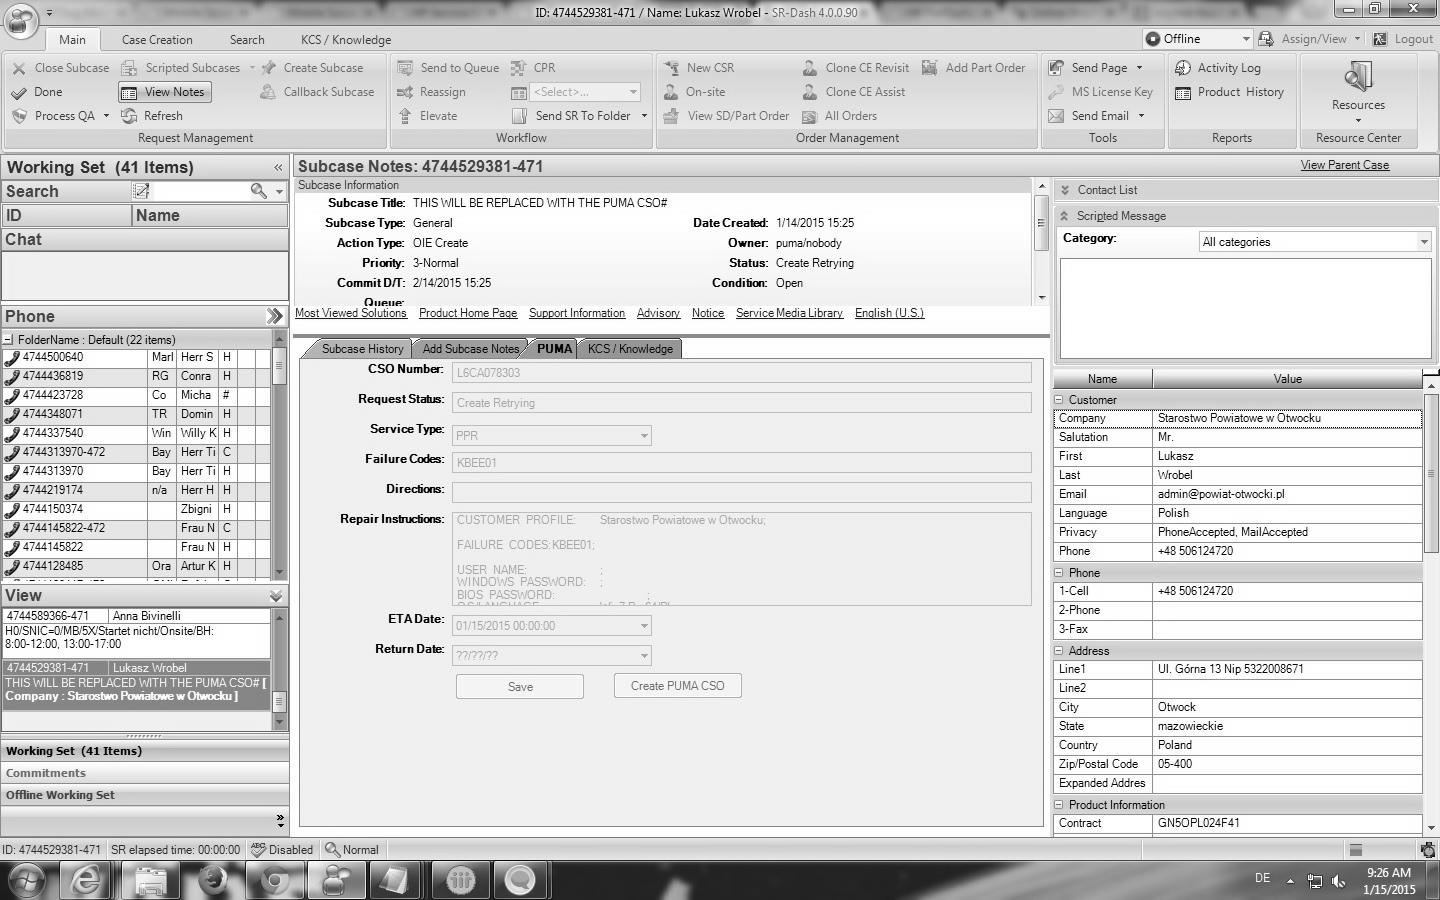 ID: 4744529381-471 / Name: Lukasz Wrobel - SR-Dash 4.0.0.90
Main Case Creation Search KCS / Knowledge
Offline Assign/View Logout
Close Subcase Scripted Subcases Create Subcase
Done View Notes Callback Subcase
Process QA Refresh
Request Management
Send to Queue CPR
Reassign <Select>...
Elevate Send SR To Folder
Workflow
New CSR Clone CE Revisit Add Part Order
On-site Clone CE Assist
View SD/Part Order All Orders
Order Management
Send Page
MS License Key
Send Email
Tools
Activity Log
Product History
Reports
Resources
Resource Center
Working Set (41 Items)
Search
ID Name
Chat
Phone
FolderName : Default (22 items)
4744500640 Marl Herr S H
4744436819 RG Conra H
4744423728 Co Micha #
4744348071 TR Domin H
4744337540 Win Willy K H
4744313970-472 Bay Herr Ti C
4744313970 Bay Herr Ti H
4744219174 n/a Herr H H
4744150374 Zbigni H
4744145822-472 Frau N C
4744145822 Frau N H
4744128485 Ora Artur K H
View
4744589366-471 Anna Bivinelli
H0/SNIC=0/MB/5X/Startet nicht/Onsite/BH:
8:00-12:00, 13:00-17:00
4744529381-471 Lukasz Wrobel
THIS WILL BE REPLACED WITH THE PUMA CSO# [
Company : Starostwo Powiatowe w Otwocku ]
Working Set (41 Items)
Commitments
Offline Working Set
Subcase Notes: 4744529381-471 View Parent Case
Subcase Information
Subcase Title: THIS WILL BE REPLACED WITH THE PUMA CSO#
Subcase Type: General Date Created: 1/14/2015 15:25
Action Type: OIE Create Owner: puma/nobody
Priority: 3-Normal Status: Create Retrying
Commit D/T: 2/14/2015 15:25 Condition: Open
Queue:
Most Viewed Solutions Product Home Page Support Information Advisory Notice Service Media Library English (U.S.)
Subcase History Add Subcase Notes PUMA KCS / Knowledge
CSO Number: L6CA078303
Request Status: Create Retrying
Service Type: PPR
Failure Codes: KBEE01
Directions:
Repair Instructions: CUSTOMER PROFILE: Starostwo Powiatowe w Otwocku;
FAILURE CODES:KBEE01;
USER NAME: ;
WINDOWS PASSWORD: ;
BIOS PASSWORD: ;
ETA Date: 01/15/2015 00:00:00
Return Date: ??/??/??
Save Create PUMA CSO
Contact List
Scripted Message
Category: All categories
Name Value
Customer
Company Starostwo Powiatowe w Otwocku
Salutation Mr.
First Lukasz
Last Wrobel
Email admin@powiat-otwocki.pl
Language Polish
Privacy PhoneAccepted, MailAccepted
Phone +48 506124720
Phone
1-Cell +48 506124720
2-Phone
3-Fax
Address
Line1 Ul. Górna 13 Nip 5322008671
Line2
City Otwock
State mazowieckie
Country Poland
Zip/Postal Code 05-400
Expanded Addres
Product Information
Contract GN5OPL024F41
ID: 4744529381-471 SR elapsed time: 00:00:00 Disabled Normal
DE 9:26 AM
1/15/2015